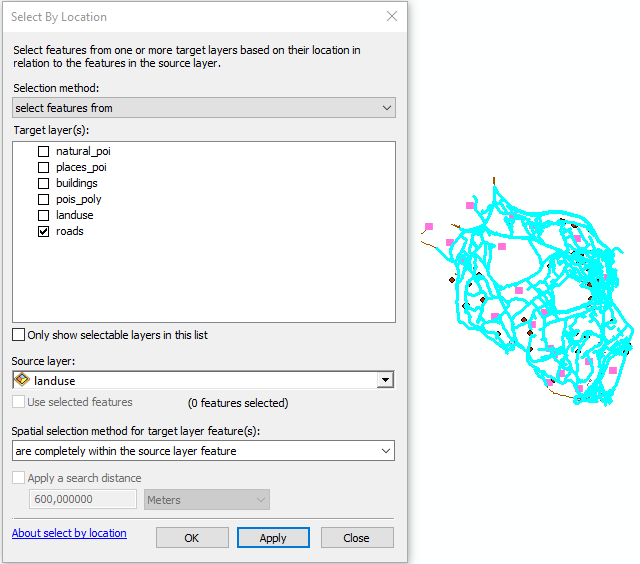 Select By Location
Select features from one or more target layers based on their location in
relation to the features in the source layer.
Selection method:
select features from
Target layer(s):
natural_poi
places_poi
buildings
pois_poly
landuse
roads
Only show selectable layers in this list
Source layer:
landuse
Use selected features
(0 features selected)
Spatial selection method for target layer feature(s):
are completely within the source layer feature
Apply a search distance
600,000000
Meters
About select by location
OK
Apply
Close